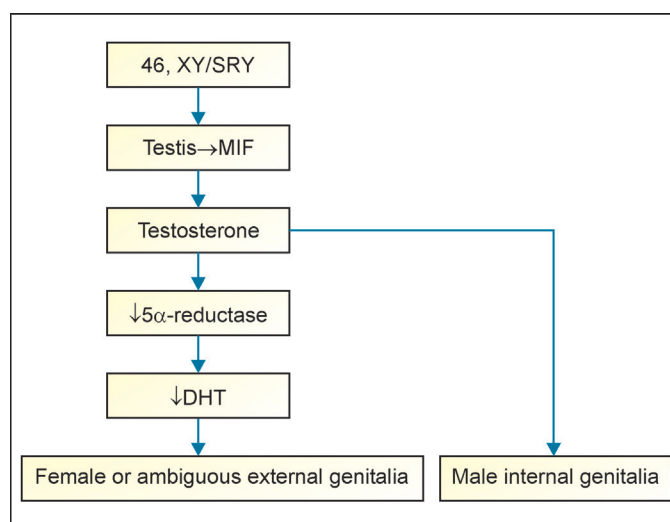 46, XY/SRY
Testis→MIF
Testosterone
↓5α-reductase
↓DHT
Female or ambiguous external genitalia
Male internal genitalia